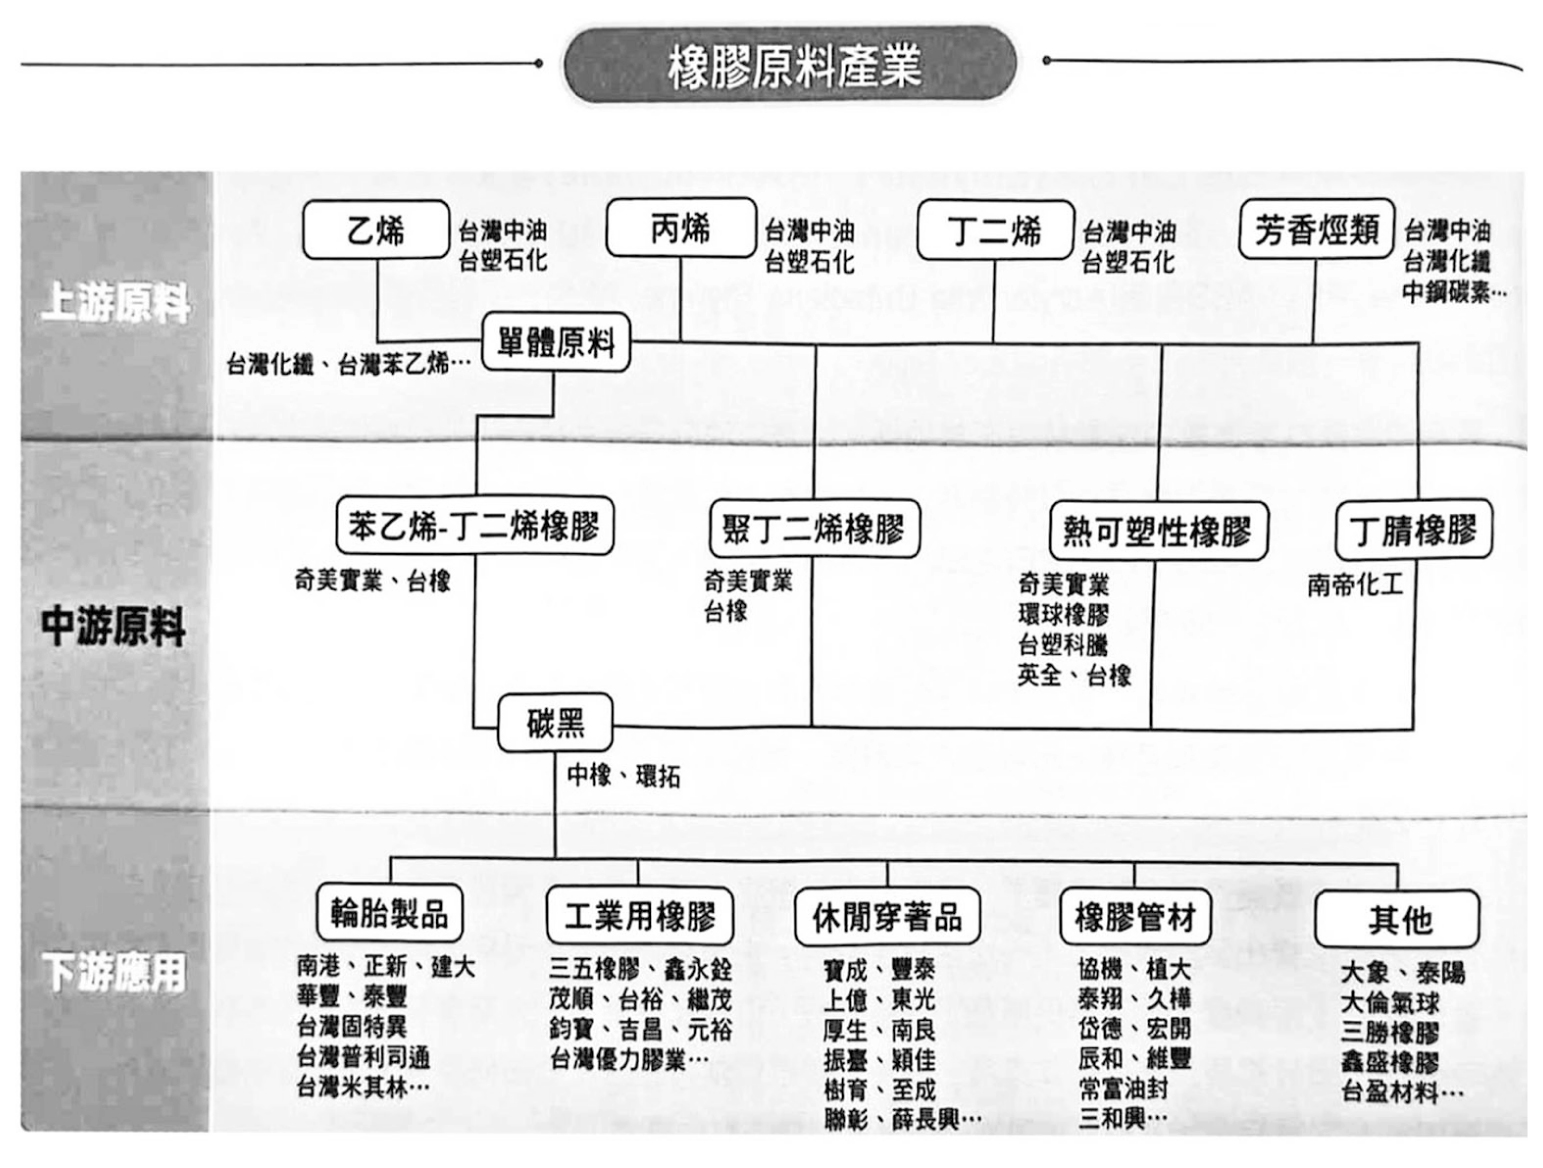 橡膠原料產業
上游原料
乙烯
台灣中油
台塑石化
丙烯
台灣中油
台塑石化
丁二烯
台灣中油
台塑石化
芳香烴類
台灣中油
台灣化纖
中鋼碳素…
單體原料
台灣化纖、台灣苯乙烯…
中游原料
苯乙烯-丁二烯橡膠
奇美實業、台橡
聚丁二烯橡膠
奇美實業
台橡
熱可塑性橡膠
奇美實業
環球橡膠
台塑科騰
英全、台橡
丁腈橡膠
南帝化工
碳黑
中橡、環拓
下游應用
輪胎製品
南港、正新、建大
華豐、泰豐
台灣固特異
台灣普利司通
台灣米其林…
工業用橡膠
三五橡膠、鑫永銓
茂順、台裕、繼茂
鈞寶、吉昌、元裕
台灣優力膠業…
休閒穿著品
寶成、豐泰
上億、東光
厚生、南良
振臺、穎佳
樹育、至成
聯彰、薛長興…
橡膠管材
協機、植大
泰翔、久樺
岱德、宏開
辰和、維豐
常富油封
三和興…
其他
大象、泰陽
大倫氣球
三勝橡膠
鑫盛橡膠
台盈材料…